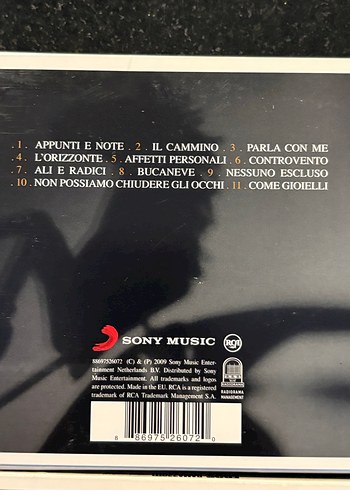 .1. APPUNTI E NOTE .2. IL CAMMINO .3. PARLA CON ME
.4. L'ORIZZONTE .5. AFFETTI PERSONALI .6. CONTROVENTO
.7. ALI E RADICI .8. BUCANEVE .9. NESSUNO ESCLUSO
.10. NON POSSIAMO CHIUDERE GLI OCCHI .11. COME GIOIELLI
SONY MUSIC
RCA
88697526072 (C) & (P) 2009 Sony Music Enter-
tainment Netherlands B.V. Distributed by Sony
Music Entertainment. All trademarks and logos
are protected. Made in the EU. RCA is a registered
trademark of RCA Trademark Management S.A.
RADIORAMA
MANAGEMENT
8 86975 26072 0